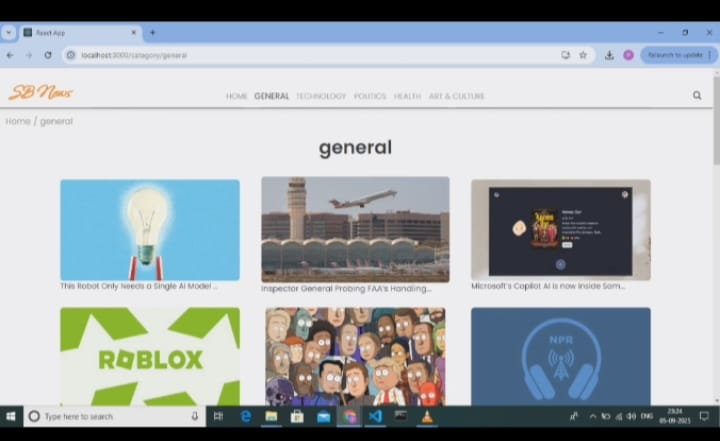 React App
localhost:3000/category/general
Relaunch to update
SB News
HOME GENERAL TECHNOLOGY POLITICS HEALTH ART & CULTURE
Home / general
general
This Robot Only Needs a Single AI Model ...
Inspector General Probing FAA's Handling...
Microsoft's Copilot AI is now inside Sam...
ROBLOX
NPR
Type here to search
ENG
23:24
05-09-2025